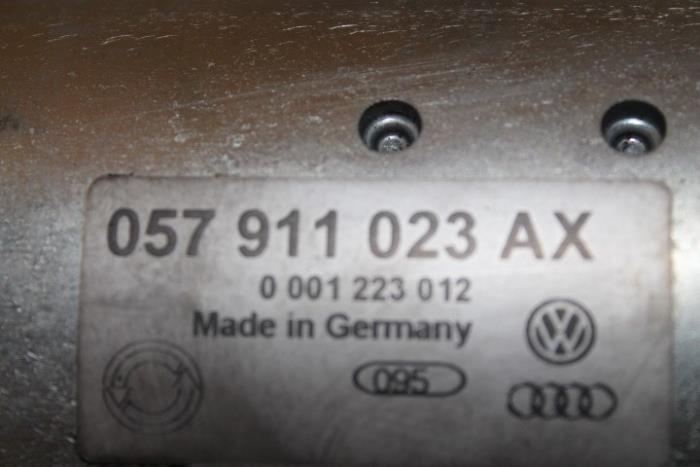 057 911 023 AX
0 001 223 012
Made in Germany
095